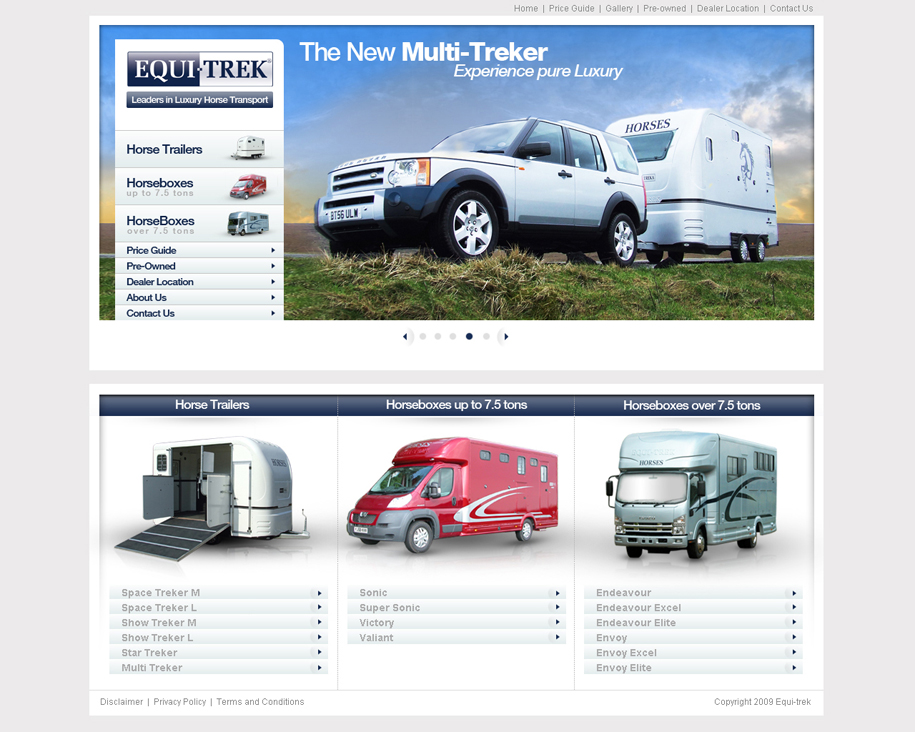 Home | Price Guide | Gallery | Pre-owned | Dealer Location | Contact Us
The New Multi-Treker
Experience pure Luxury
EQUI-TREK®
Leaders in Luxury Horse Transport
Horse Trailers
Horseboxes
up to 7.5 tons
HorseBoxes
over 7.5 tons
Price Guide
Pre-Owned
Dealer Location
About Us
Contact Us
HORSES
LAND ROVER
BT56 ULW
Horse Trailers
Horseboxes up to 7.5 tons
Horseboxes over 7.5 tons
HORSES
HORSES
Space Treker M
Space Treker L
Show Treker M
Show Treker L
Star Treker
Multi Treker
Sonic
Super Sonic
Victory
Valiant
Endeavour
Endeavour Excel
Endeavour Elite
Envoy
Envoy Excel
Envoy Elite
Disclaimer | Privacy Policy | Terms and Conditions
Copyright 2009 Equi-trek